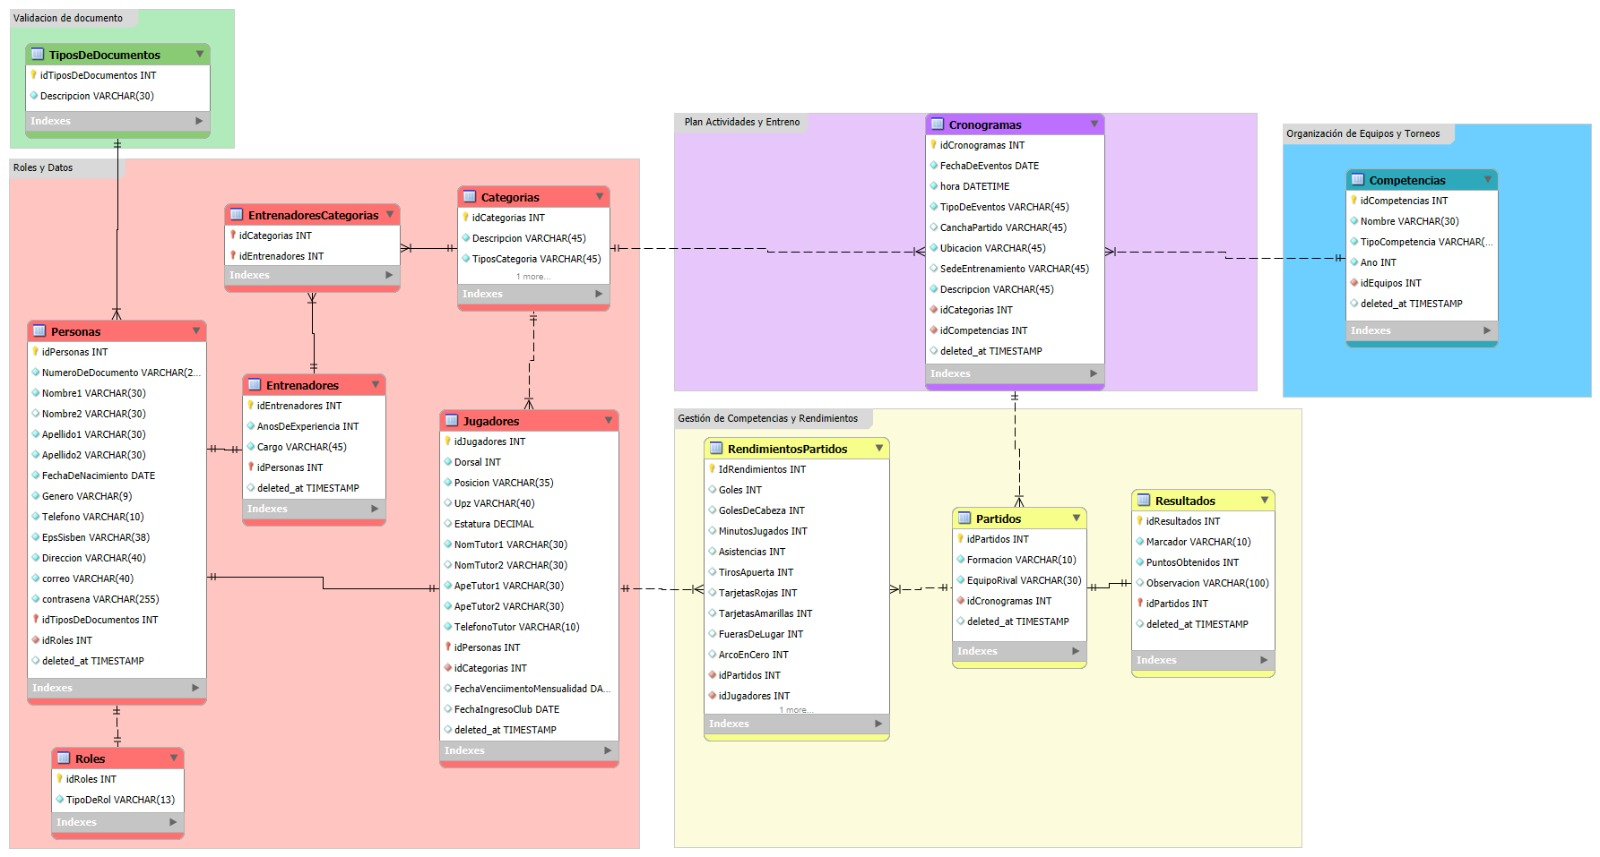 Validacion de documento
TiposDeDocumentos
idTiposDeDocumentos INT
Descripcion VARCHAR(30)
Indexes
Roles y Datos
EntrenadoresCategorias
idCategorias INT
idEntrenadores INT
Indexes
Categorias
idCategorias INT
Descripcion VARCHAR(45)
TiposCategoria VARCHAR(45)
1 more...
Indexes
Personas
idPersonas INT
NumeroDeDocumento VARCHAR(2...
Nombre1 VARCHAR(30)
Nombre2 VARCHAR(30)
Apellido1 VARCHAR(30)
Apellido2 VARCHAR(30)
FechaDeNacimiento DATE
Genero VARCHAR(9)
Telefono VARCHAR(10)
EpsSisben VARCHAR(38)
Direccion VARCHAR(40)
correo VARCHAR(40)
contrasena VARCHAR(255)
idTiposDeDocumentos INT
idRoles INT
deleted_at TIMESTAMP
Indexes
Entrenadores
idEntrenadores INT
AnosDeExperiencia INT
Cargo VARCHAR(45)
idPersonas INT
deleted_at TIMESTAMP
Indexes
Jugadores
idJugadores INT
Dorsal INT
Posicion VARCHAR(35)
Upz VARCHAR(40)
Estatura DECIMAL
NomTutor1 VARCHAR(30)
NomTutor2 VARCHAR(30)
ApeTutor1 VARCHAR(30)
ApeTutor2 VARCHAR(30)
TelefonoTutor VARCHAR(10)
idPersonas INT
idCategorias INT
FechaVenciimentoMensualidad DA...
FechaIngresoClub DATE
deleted_at TIMESTAMP
Indexes
Roles
idRoles INT
TipoDeRol VARCHAR(13)
Indexes
Plan Actividades y Entreno
Cronogramas
idCronogramas INT
FechaDeEventos DATE
hora DATETIME
TipoDeEventos VARCHAR(45)
CanchaPartido VARCHAR(45)
Ubicacion VARCHAR(45)
SedeEntrenamiento VARCHAR(45)
Descripcion VARCHAR(45)
idCategorias INT
idCompetencias INT
deleted_at TIMESTAMP
Indexes
Organización de Equipos y Torneos
Competencias
idCompetencias INT
Nombre VARCHAR(30)
TipoCompetencia VARCHAR(...
Ano INT
idEquipos INT
deleted_at TIMESTAMP
Indexes
Gestión de Competencias y Rendimientos
RendimientosPartidos
IdRendimientos INT
Goles INT
GolesDeCabeza INT
MinutosJugados INT
Asistencias INT
TirosApuerta INT
TarjetasRojas INT
TarjetasAmarillas INT
FuerasDeLugar INT
ArcoEnCero INT
idPartidos INT
idJugadores INT
1 more...
Indexes
Partidos
idPartidos INT
Formacion VARCHAR(10)
EquipoRival VARCHAR(30)
idCronogramas INT
deleted_at TIMESTAMP
Indexes
Resultados
idResultados INT
Marcador VARCHAR(10)
PuntosObtenidos INT
Observacion VARCHAR(100)
idPartidos INT
deleted_at TIMESTAMP
Indexes